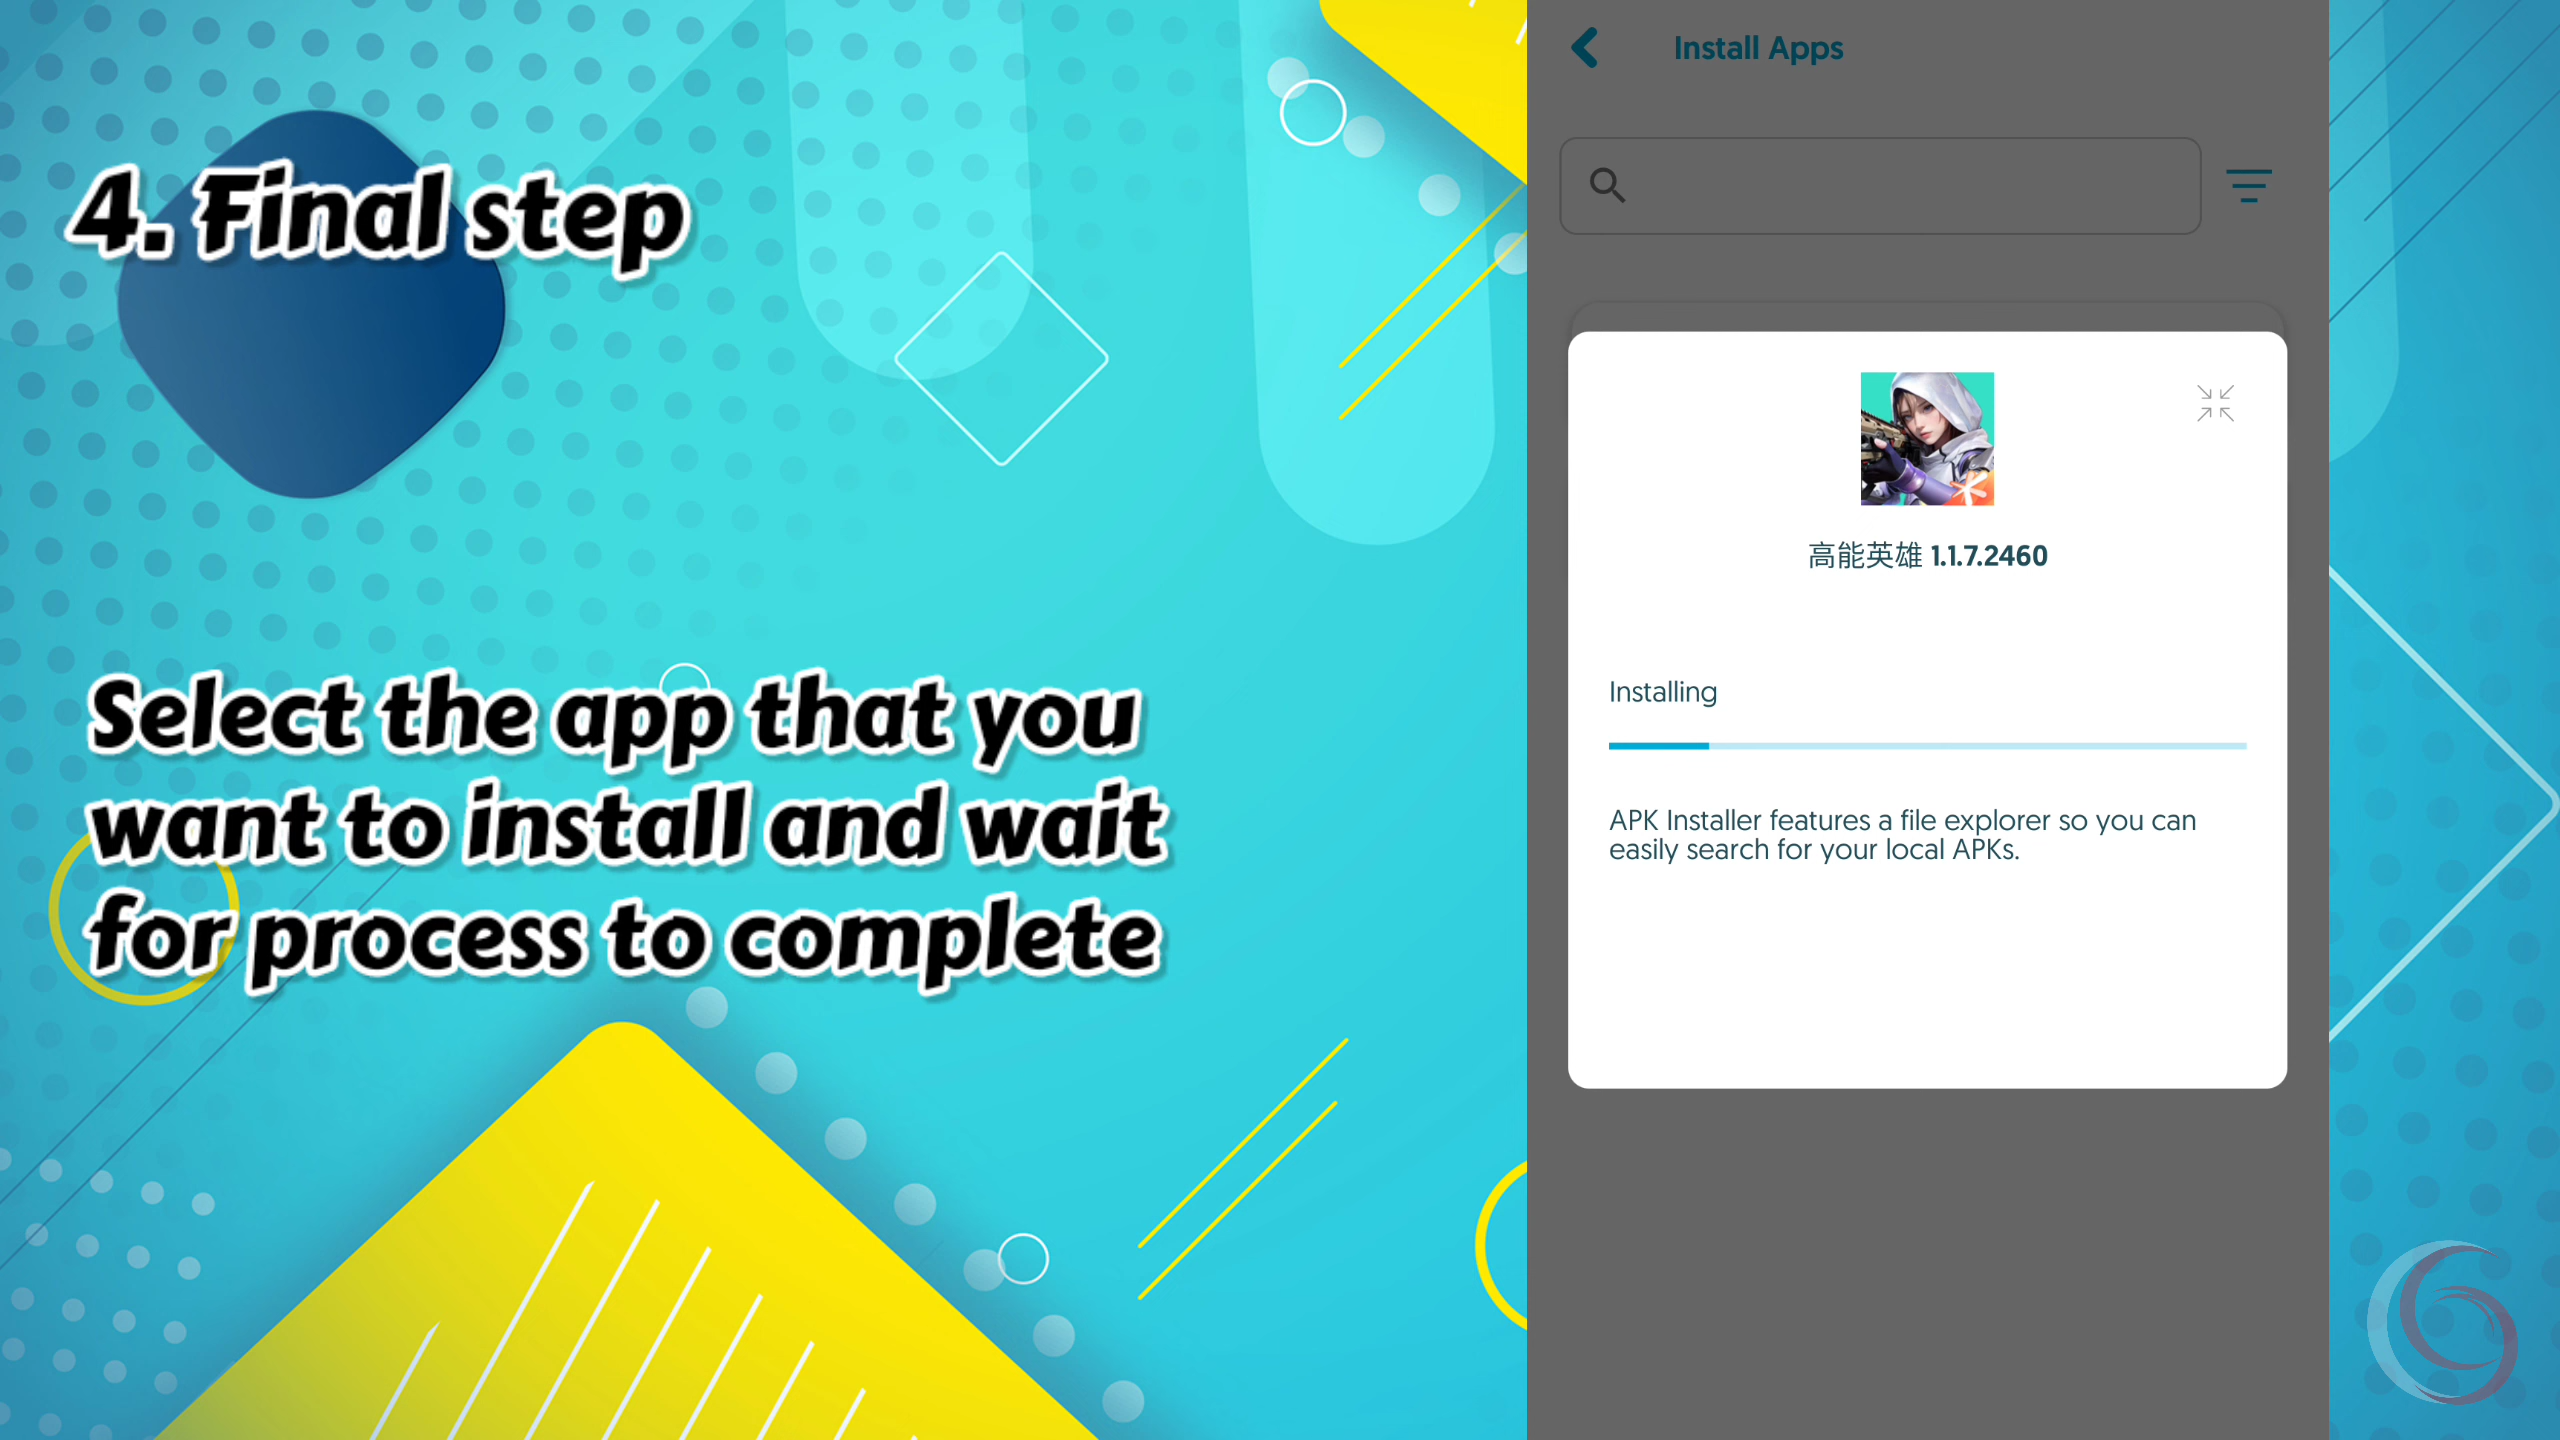 4. Final step
Select the app that you
want to install and wait
for process to complete
Install Apps
高能英雄 1.1.7.2460
Installing
APK Installer features a file explorer so you can
easily search for your local APKs.